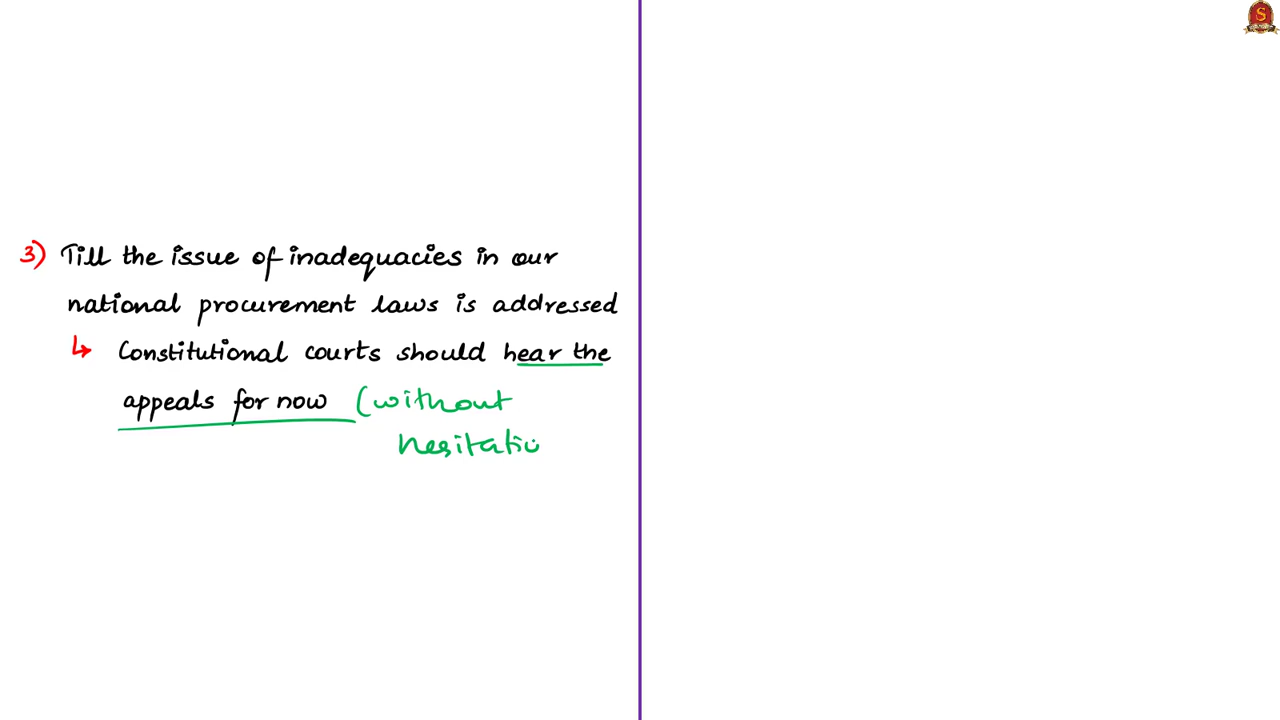 3) Till the issue of inadequacies in our
national procurement laws is addressed
↳ Constitutional courts should hear the
appeals for now (without
hesitatio
S